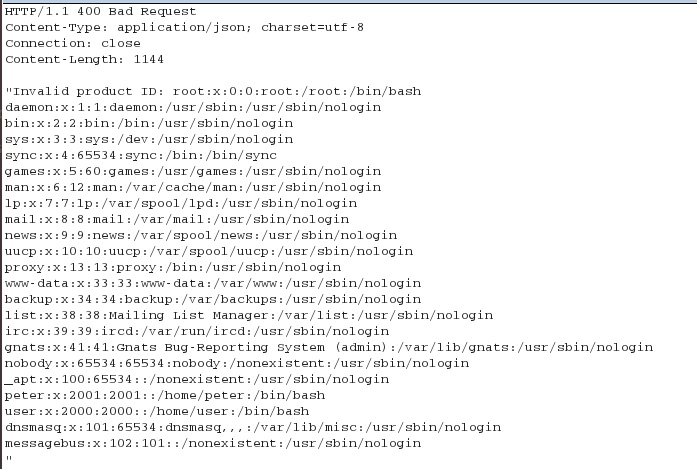 HTTP/1.1 400 Bad Request
Content-Type: application/json; charset=utf-8
Connection: close
Content-Length: 1144
"Invalid product ID: root:x:0:0:root:/root:/bin/bash
daemon:x:1:1:daemon:/usr/sbin:/usr/sbin/nologin
bin:x:2:2:bin:/bin:/usr/sbin/nologin
sys:x:3:3:sys:/dev:/usr/sbin/nologin
sync:x:4:65534:sync:/bin:/bin/sync
games:x:5:60:games:/usr/games:/usr/sbin/nologin
man:x:6:12:man:/var/cache/man:/usr/sbin/nologin
lp:x:7:7:lp:/var/spool/lpd:/usr/sbin/nologin
mail:x:8:8:mail:/var/mail:/usr/sbin/nologin
news:x:9:9:news:/var/spool/news:/usr/sbin/nologin
uucp:x:10:10:uucp:/var/spool/uucp:/usr/sbin/nologin
proxy:x:13:13:proxy:/bin:/usr/sbin/nologin
www-data:x:33:33:www-data:/var/www:/usr/sbin/nologin
backup:x:34:34:backup:/var/backups:/usr/sbin/nologin
list:x:38:38:Mailing List Manager:/var/list:/usr/sbin/nologin
irc:x:39:39:ircd:/var/run/ircd:/usr/sbin/nologin
gnats:x:41:41:Gnats Bug-Reporting System (admin):/var/lib/gnats:/usr/sbin/nologin
nobody:x:65534:65534:nobody:/nonexistent:/usr/sbin/nologin
_apt:x:100:65534::/nonexistent:/usr/sbin/nologin
peter:x:2001:2001::/home/peter:/bin/bash
user:x:2000:2000::/home/user:/bin/bash
dnsmasq:x:101:65534:dnsmasq,,,:/var/lib/misc:/usr/sbin/nologin
messagebus:x:102:101::/nonexistent:/usr/sbin/nologin
"